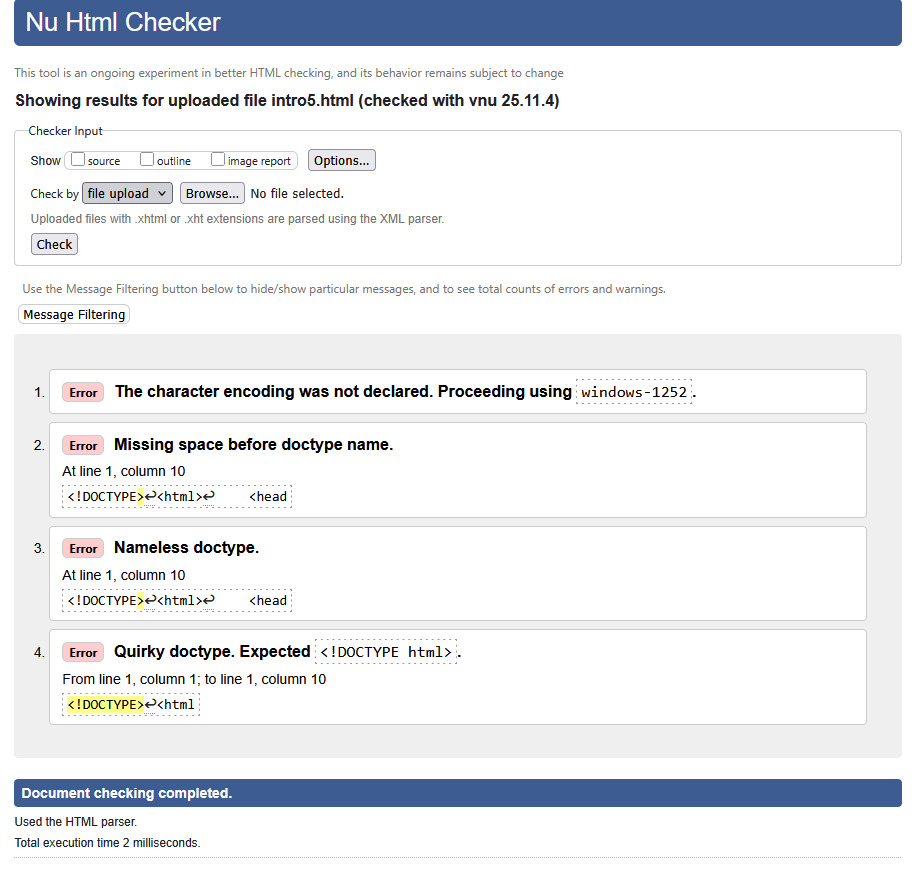 Nu Html Checker
This tool is an ongoing experiment in better HTML checking, and its behavior remains subject to change
Showing results for uploaded file intro5.html (checked with vnu 25.11.4)
Checker Input
Show source outline image report Options...
Check by file upload Browse... No file selected.
Uploaded files with .xhtml or .xht extensions are parsed using the XML parser.
Check
Use the Message Filtering button below to hide/show particular messages, and to see total counts of errors and warnings.
Message Filtering
1. Error The character encoding was not declared. Proceeding using windows-1252.
2. Error Missing space before doctype name.
At line 1, column 10
<!DOCTYPE>↩<html>↩    <head
3. Error Nameless doctype.
At line 1, column 10
<!DOCTYPE>↩<html>↩    <head
4. Error Quirky doctype. Expected <!DOCTYPE html>.
From line 1, column 1; to line 1, column 10
<!DOCTYPE>↩<html
Document checking completed.
Used the HTML parser.
Total execution time 2 milliseconds.